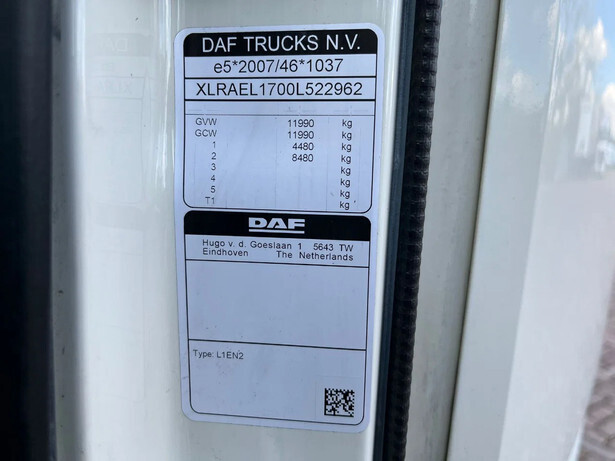 DAF TRUCKS N.V.
e5*2007/46*1037
XLRAEL1700L522962
GVW 11990 kg
GCW 11990 kg
1 4480 kg
2 8480 kg
3 kg
4 kg
5 kg
T1 kg
DAF
Hugo v. d. Goeslaan 1 5643 TW
Eindhoven The Netherlands
Type: L1EN2